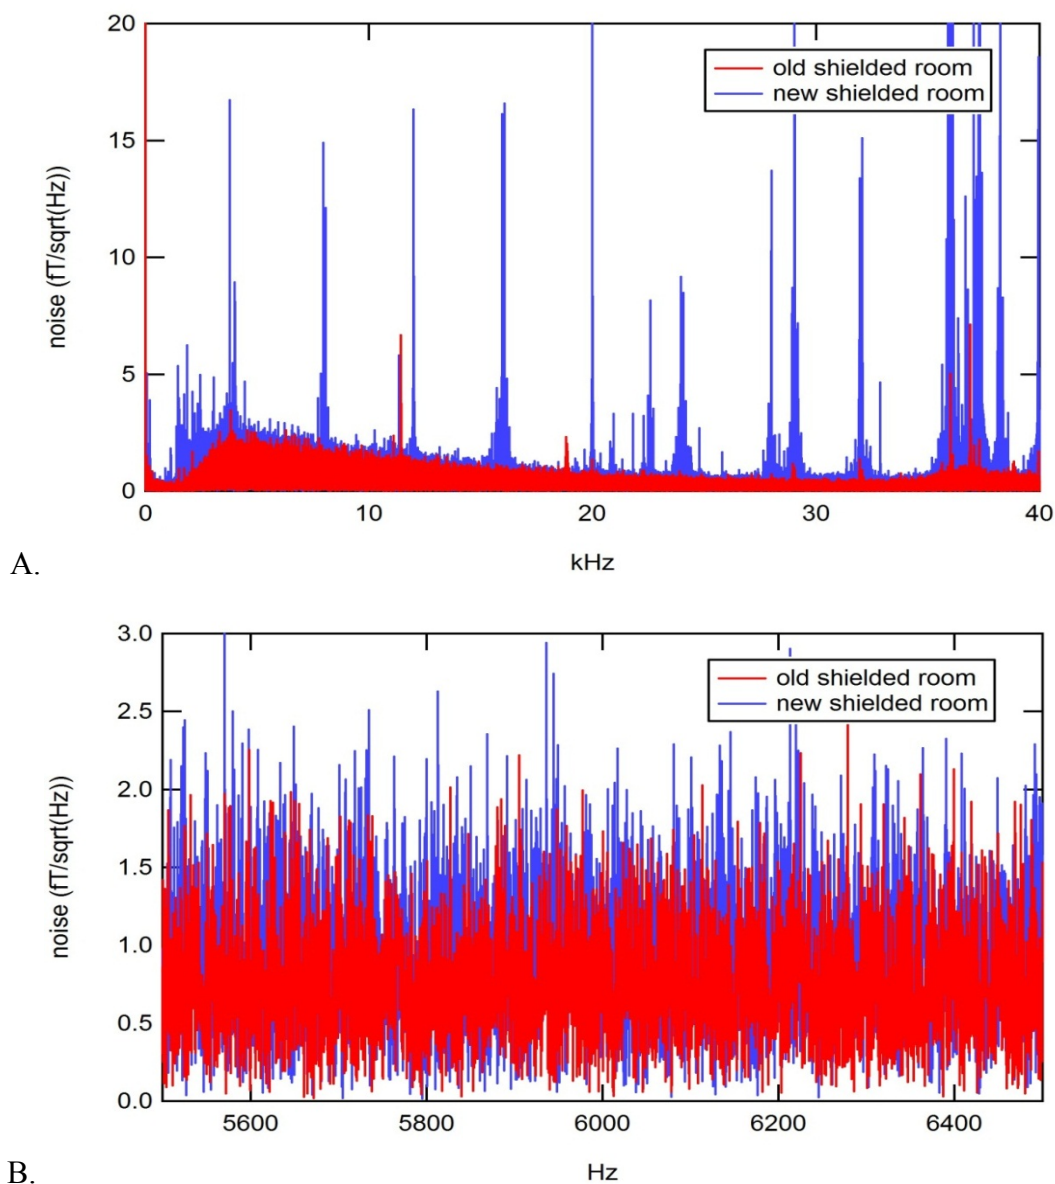 20
15
10
5
0
noise (fT/sqrt(Hz))
old shielded room
new shielded room
0 10 20 30 40
kHz
A.
3.0
2.5
2.0
1.5
1.0
0.5
0.0
noise (fT/sqrt(Hz))
old shielded room
new shielded room
5600 5800 6000 6200 6400
Hz
B.